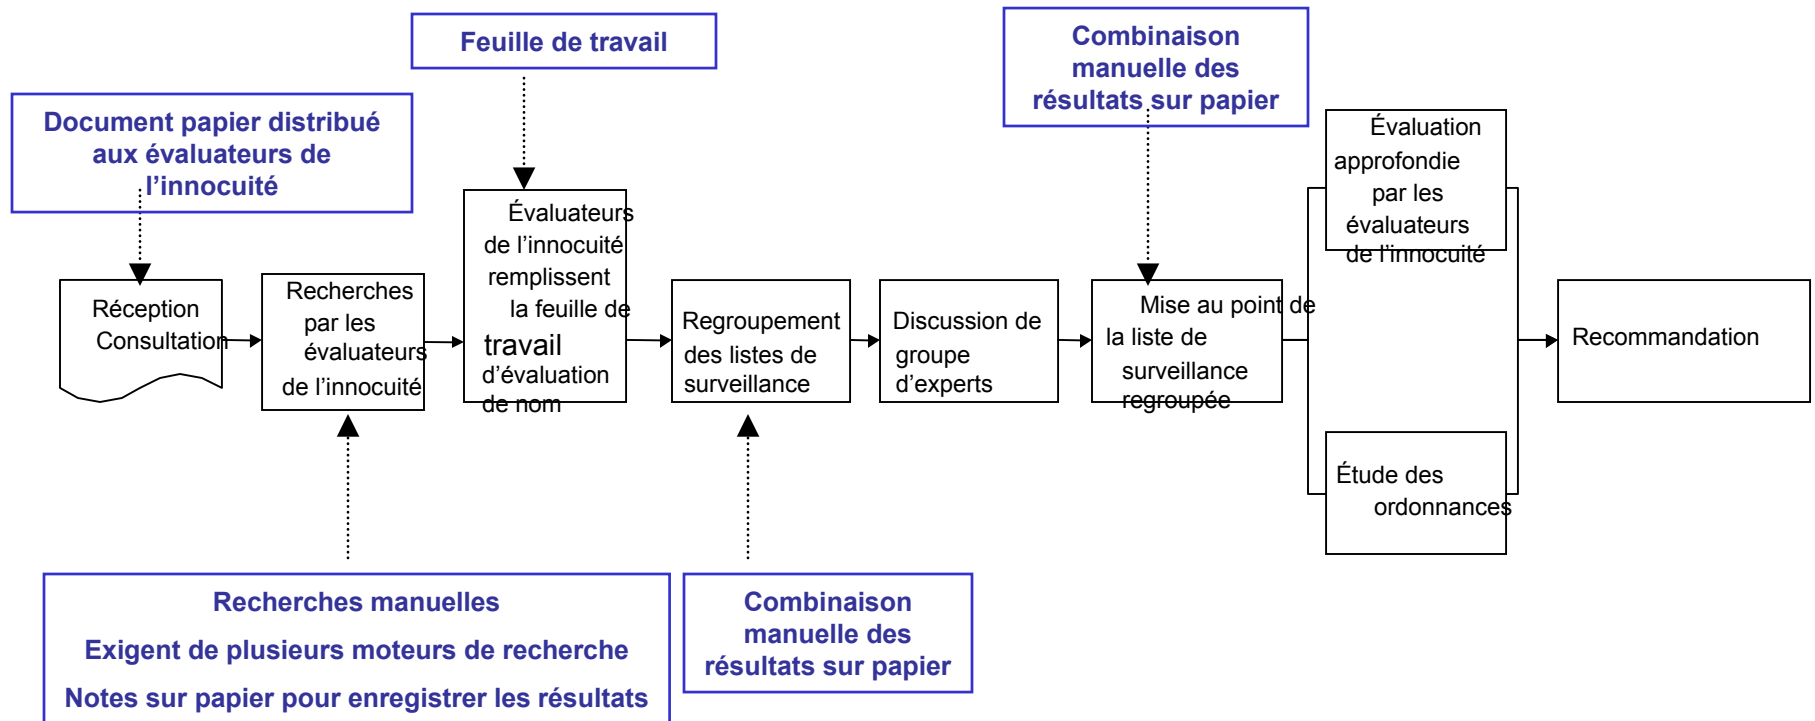 Feuille de travail
Combinaison
manuelle des
résultats sur papier
Document papier distribué
aux évaluateurs de
l’innocuité
Réception
Consultation
Recherches
par les
évaluateurs
de l’innocuité
Évaluateurs
de l’innocuité
remplissent
la feuille de
travail
d’évaluation
de nom
Regroupement
des listes de
surveillance
Discussion de
groupe
d’experts
Mise au point de
la liste de
surveillance
regroupée
Évaluation
approfondie
par les
évaluateurs
de l’innocuité
Étude des
ordonnances
Recommandation
Recherches manuelles
Exigent de plusieurs moteurs de recherche
Notes sur papier pour enregistrer les résultats
Combinaison
manuelle des
résultats sur papier